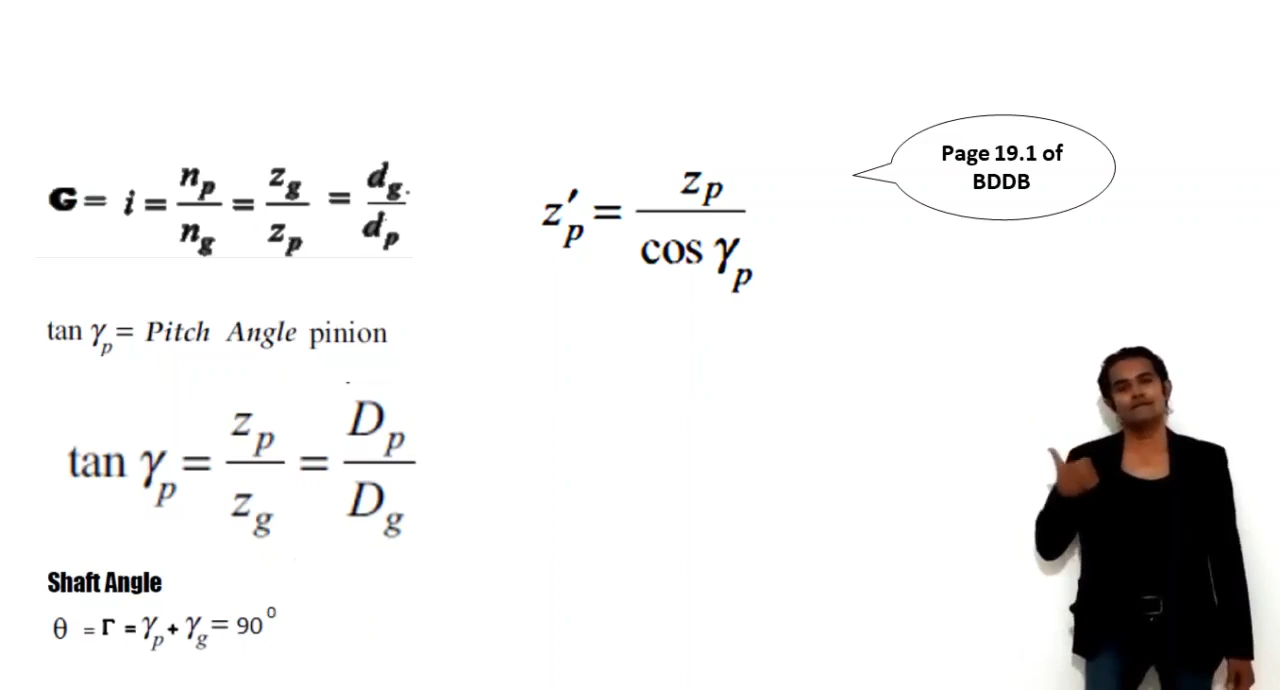 G = i = n_p / n_g = z_g / z_p = d_g. / d_p
z'_p = z_p / cos γ_p
Page 19.1 of
BDDB
tan γ_p = Pitch Angle pinion
tan γ_p = z_p / z_g = D_p / D_g
Shaft Angle
θ = Γ = γ_p + γ_g = 90⁰